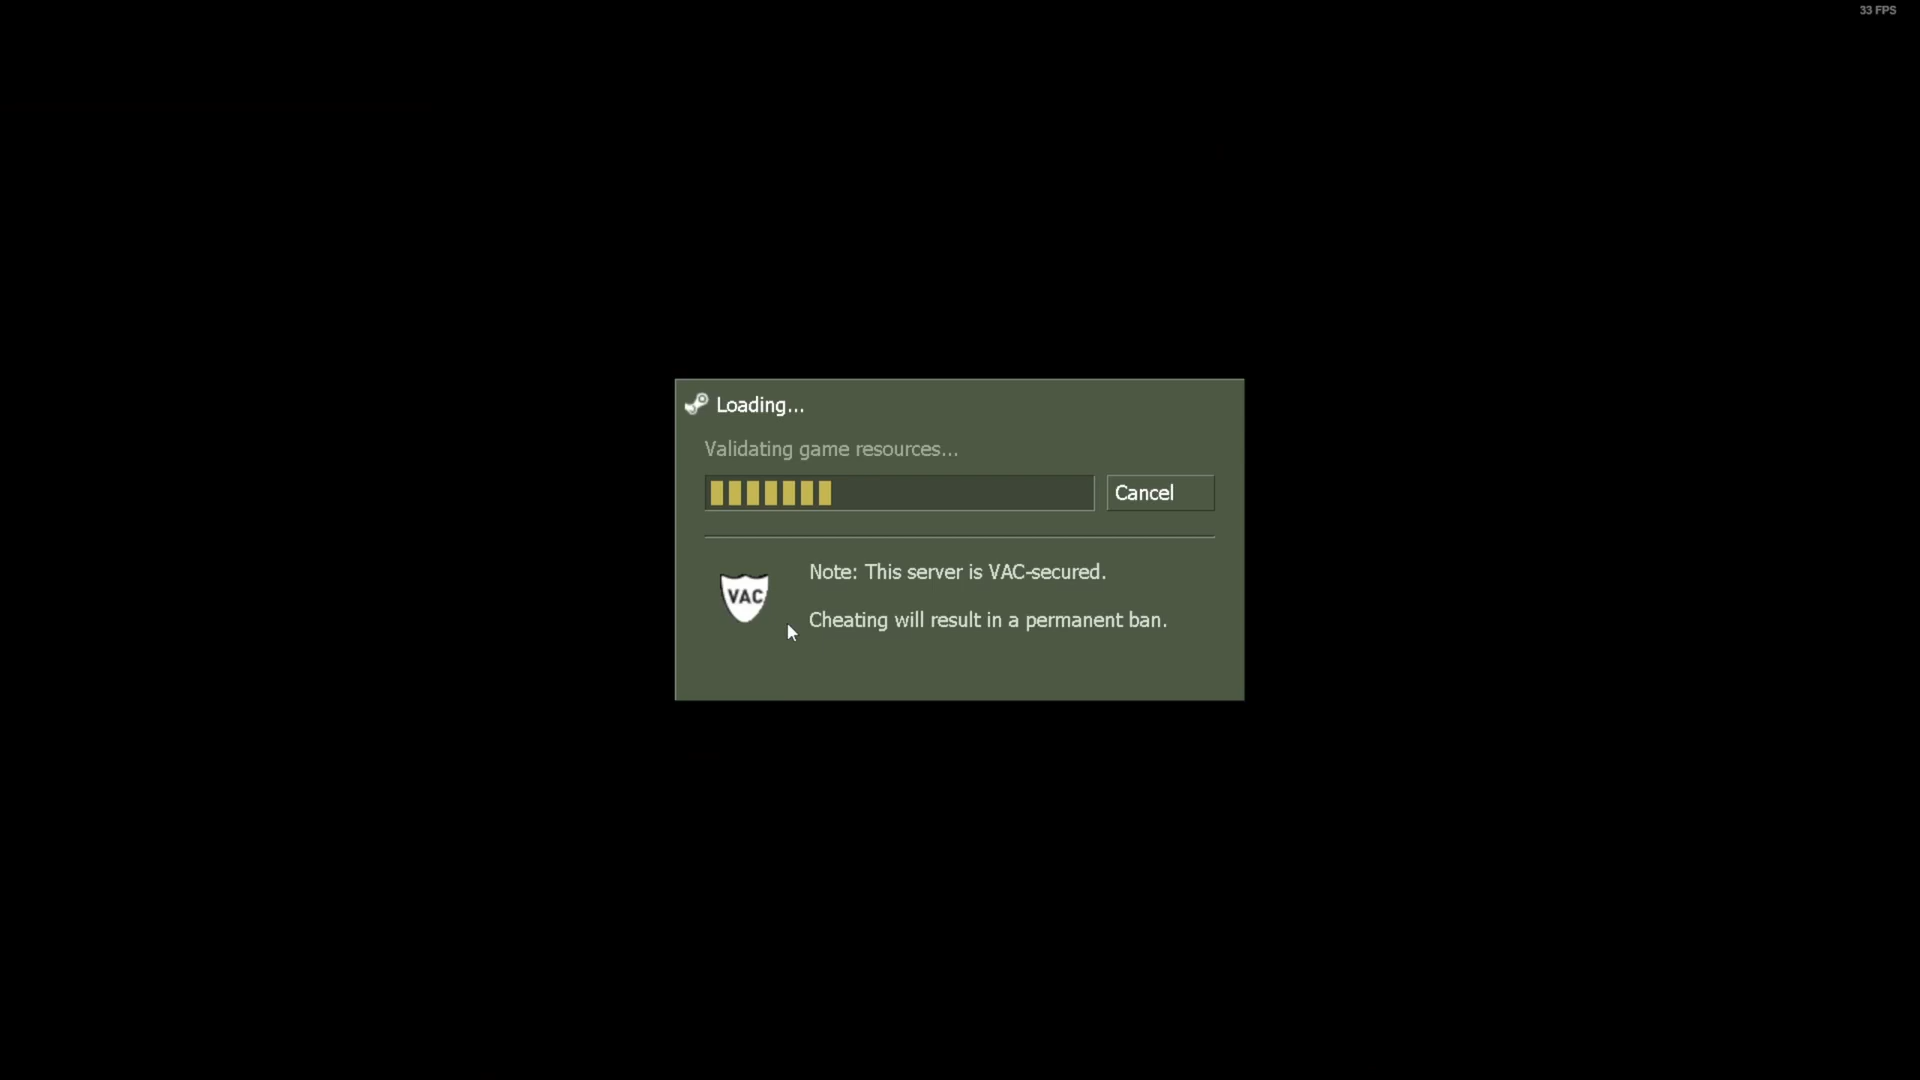 33 FPS
Loading...
Validating game resources...
Cancel
Note: This server is VAC-secured.
VAC
Cheating will result in a permanent ban.